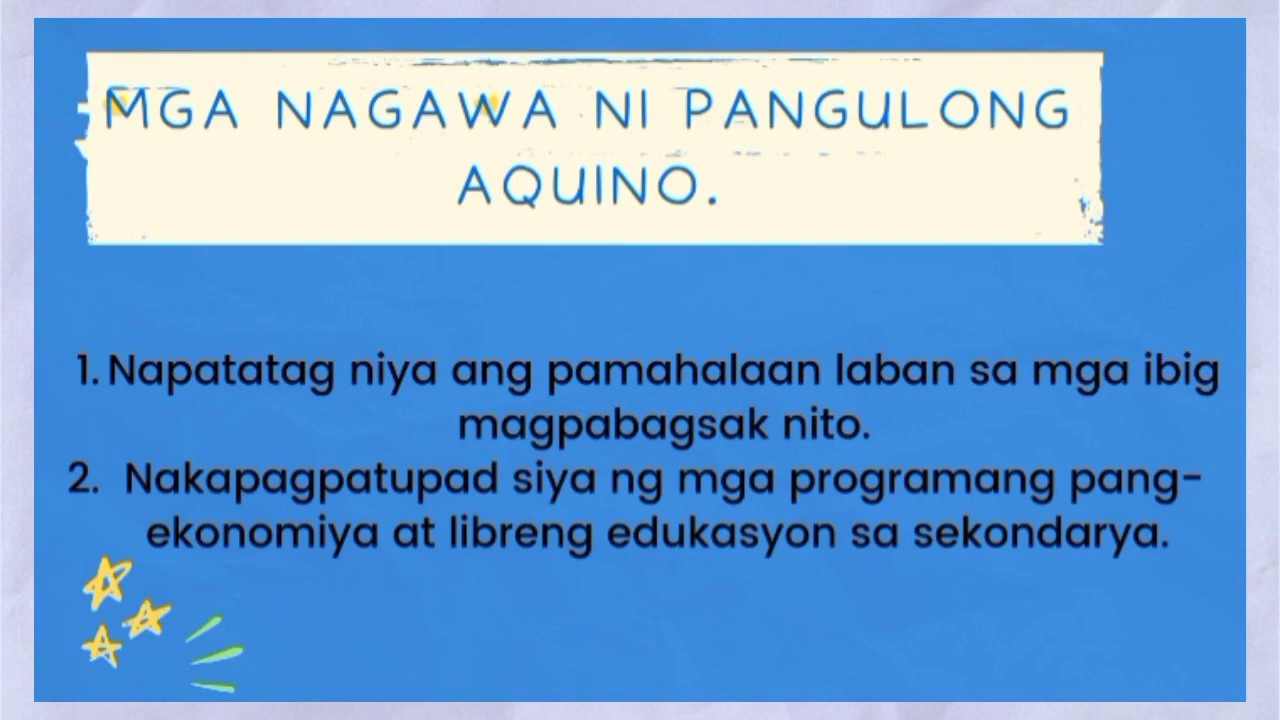 MGA NAGAWA NI PANGULONG
AQUINO.
1. Napatatag niya ang pamahalaan laban sa mga ibig
magpabagsak nito.
2. Nakapagpatupad siya ng mga programang pang-
ekonomiya at libreng edukasyon sa sekondarya.